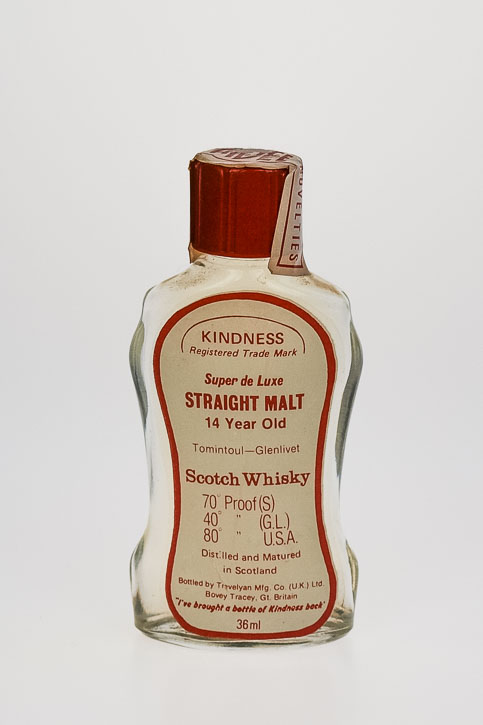 NOVELTIES
KINDNESS
Registered Trade Mark
Super de Luxe
STRAIGHT MALT
14 Year Old
Tomintoul—Glenlivet
Scotch Whisky
70° Proof (S)
40° " (G.L.)
80° " U.S.A.
Distilled and Matured
in Scotland
Bottled by Trevelyan Mfg. Co. (U.K.) Ltd.
Bovey Tracey, Gt. Britain
"I've brought a bottle of Kindness back"
36ml